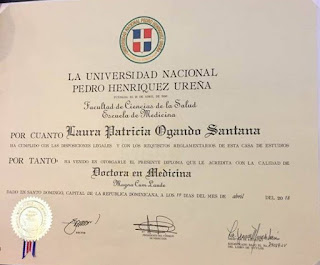 LA UNIVERSIDAD NACIONAL
PEDRO HENRIQUEZ UREÑA
Facultad de Ciencias de la Salud
Escuela de Medicina
POR CUANTO Laura Patricia Ogando Santana
HA CUMPLIDO CON LAS DISPOSICIONES LEGALES Y CON LOS REQUISITOS REGLAMENTARIOS DE ESTA CASA DE ESTUDIOS
POR TANTO: HA TENIDO EN OTORGARLE EL PRESENTE DIPLOMA QUE LE ACREDITA CON LA CALIDAD DE
Doctora en Medicina
Magna Cum Laude
DADO EN SANTO DOMINGO, CAPITAL DE LA REPUBLICA DOMINICANA, A LOS DIAS DEL MES DE abril DEL
RECTOR